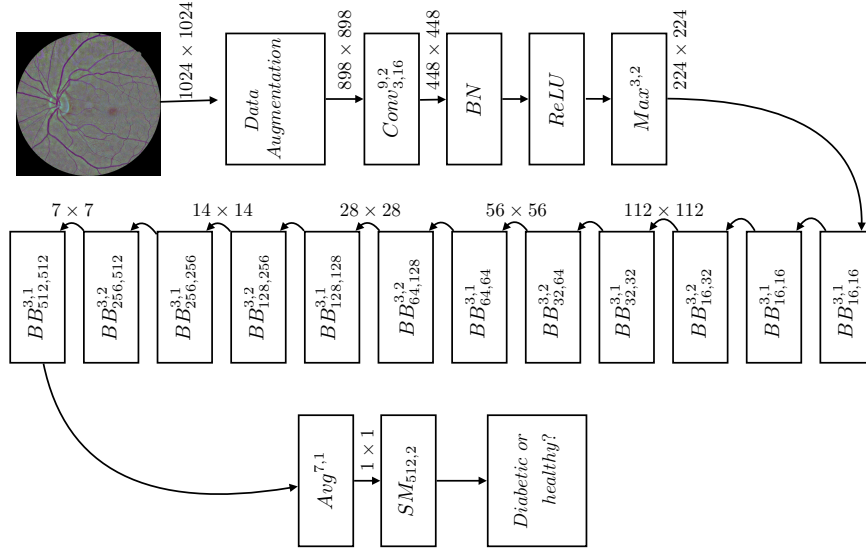 1024 × 1024
Data
Augmentation
898 × 898
Conv^{9,2}_{3,16}
448 × 448
BN
ReLU
Max^{3,2}
224 × 224
7 × 7
14 × 14
28 × 28
56 × 56
112 × 112
BB^{3,1}_{512,512}
BB^{3,2}_{256,512}
BB^{3,1}_{256,256}
BB^{3,2}_{128,256}
BB^{3,1}_{128,128}
BB^{3,2}_{64,128}
BB^{3,1}_{64,64}
BB^{3,2}_{32,64}
BB^{3,1}_{32,32}
BB^{3,2}_{16,32}
BB^{3,1}_{16,16}
BB^{3,1}_{16,16}
Avg^{7,1}
1 × 1
SM_{512,2}
Diabetic or
healthy?